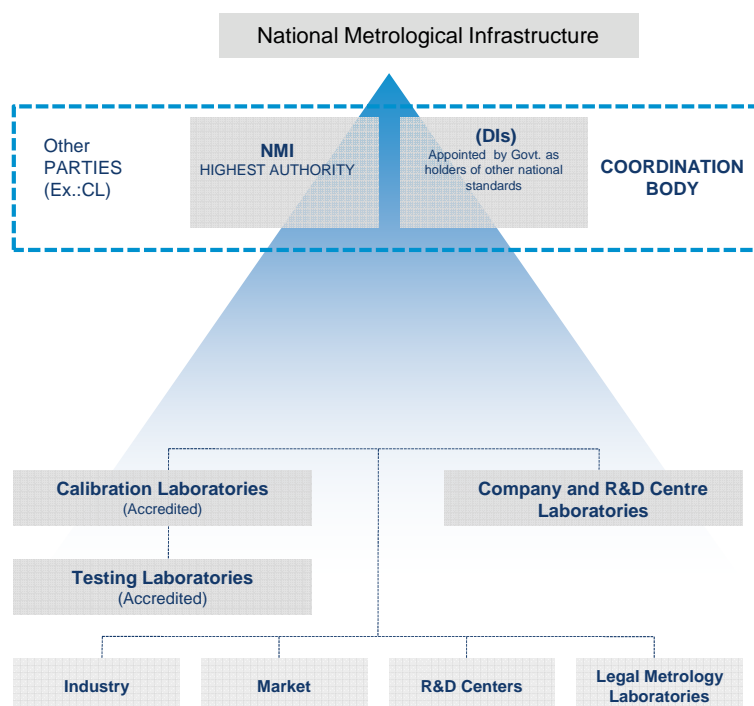 National Metrological Infrastructure
Other
PARTIES
(Ex.:CL)
NMI
HIGHEST AUTHORITY
(DIs)
Appointed by Govt. as
holders of other national
standards
COORDINATION
BODY
Calibration Laboratories
(Accredited)
Company and R&D Centre
Laboratories
Testing Laboratories
(Accredited)
Industry
Market
R&D Centers
Legal Metrology
Laboratories